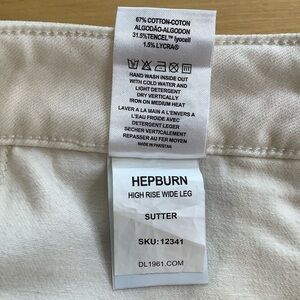 67% COTTON-COTON
ALGODÃO-ALGODON
31.5%TENCEL™ lyocell
1.5% LYCRA®
HAND WASH INSIDE OUT
WITH COLD WATER AND
LIGHT DETERGENT
DRY VERTICALLY
IRON ON MEDIUM HEAT
LAVER A LA MAIN A L'ENVERS A
L'EAU FROIDE AVEC
DETERGENT LEGER
SECHER VERTICALEMENT
REPASSER AU FER MOYEN
MADE IN PAKISTAN
HEPBURN
HIGH RISE WIDE LEG
SUTTER
SKU: 12341
DL1961.COM